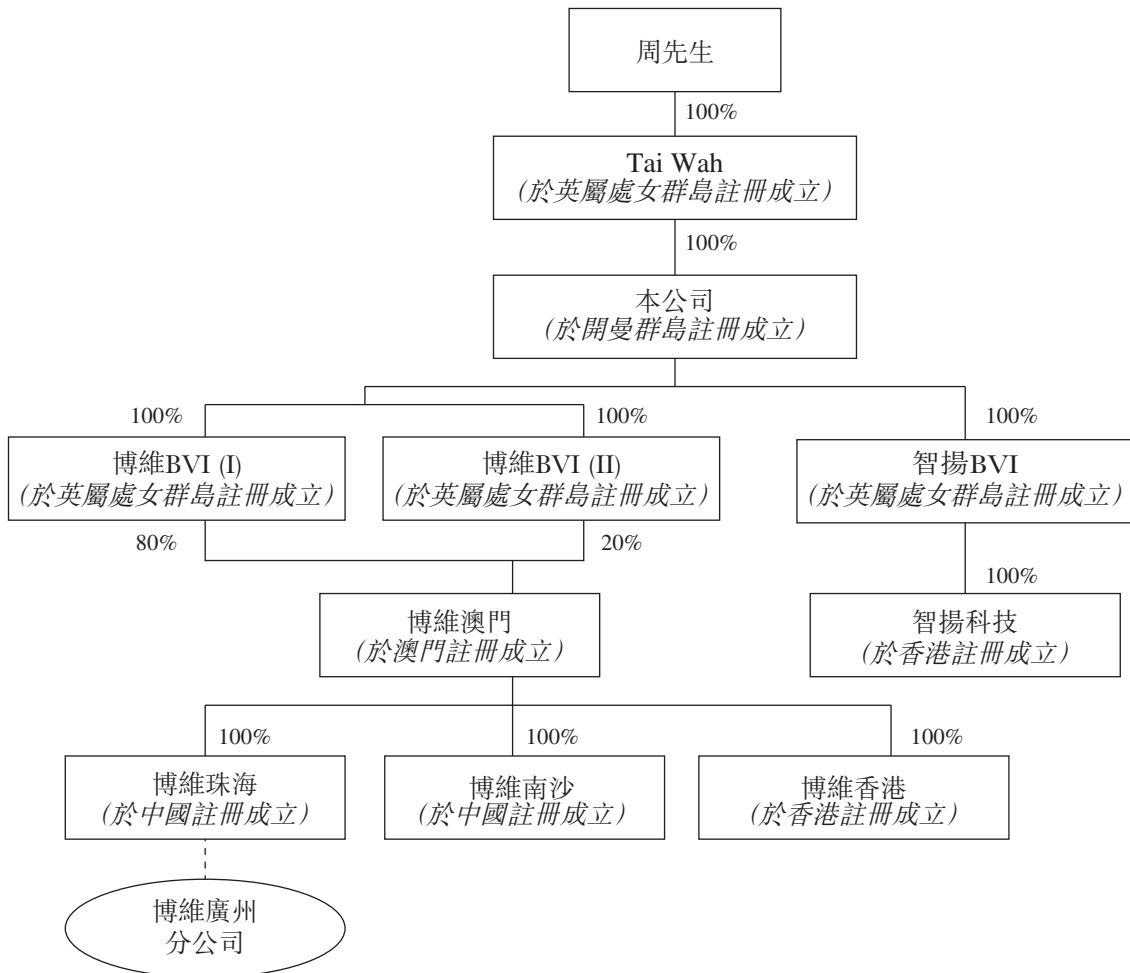 周先生
100%
Tai Wah
(於英屬處女群島註冊成立)
100%
本公司
(於開曼群島註冊成立)
100%
100%
100%
博維BVI (I)
(於英屬處女群島註冊成立)
博維BVI (II)
(於英屬處女群島註冊成立)
智揚BVI
(於英屬處女群島註冊成立)
80%
20%
100%
博維澳門
(於澳門註冊成立)
智揚科技
(於香港註冊成立)
100%
100%
100%
博維珠海
(於中國註冊成立)
博維南沙
(於中國註冊成立)
博維香港
(於香港註冊成立)
博維廣州
分公司